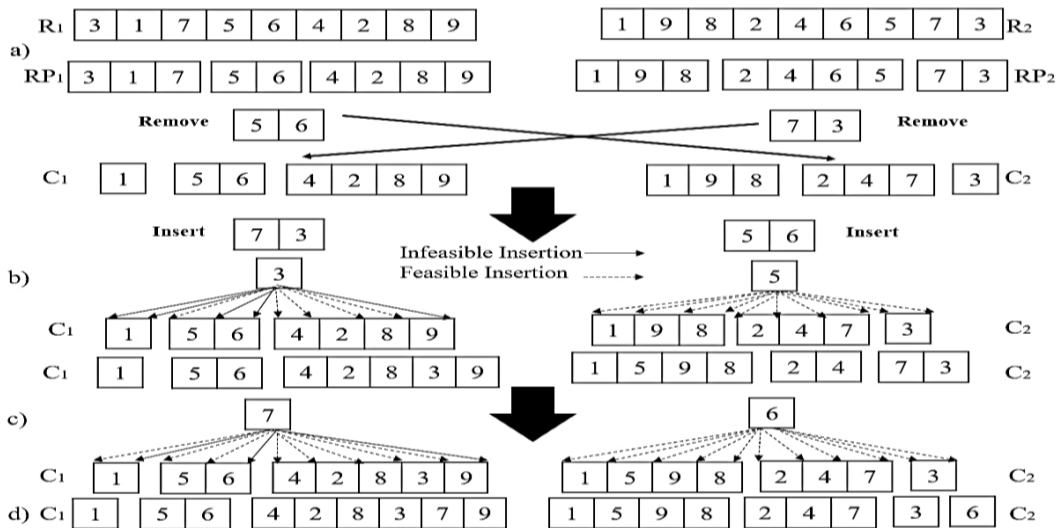 R1 3 1 7 5 6 4 2 8 9 1 9 8 2 4 6 5 7 3 R2
a)
RP1 3 1 7 5 6 4 2 8 9 1 9 8 2 4 6 5 7 3 RP2
Remove 5 6 7 3 Remove
C1 1 5 6 4 2 8 9 1 9 8 2 4 7 3 C2
Insert 7 3 5 6 Insert
Infeasible Insertion
Feasible Insertion
b) 3 5
C1 1 5 6 4 2 8 9 1 9 8 2 4 7 3 C2
C1 1 5 6 4 2 8 3 9 1 5 9 8 2 4 7 3 C2
c) 7 6
C1 1 5 6 4 2 8 3 9 1 5 9 8 2 4 7 3 C2
d) C1 1 5 6 4 2 8 3 7 9 1 5 9 8 2 4 7 3 6 C2